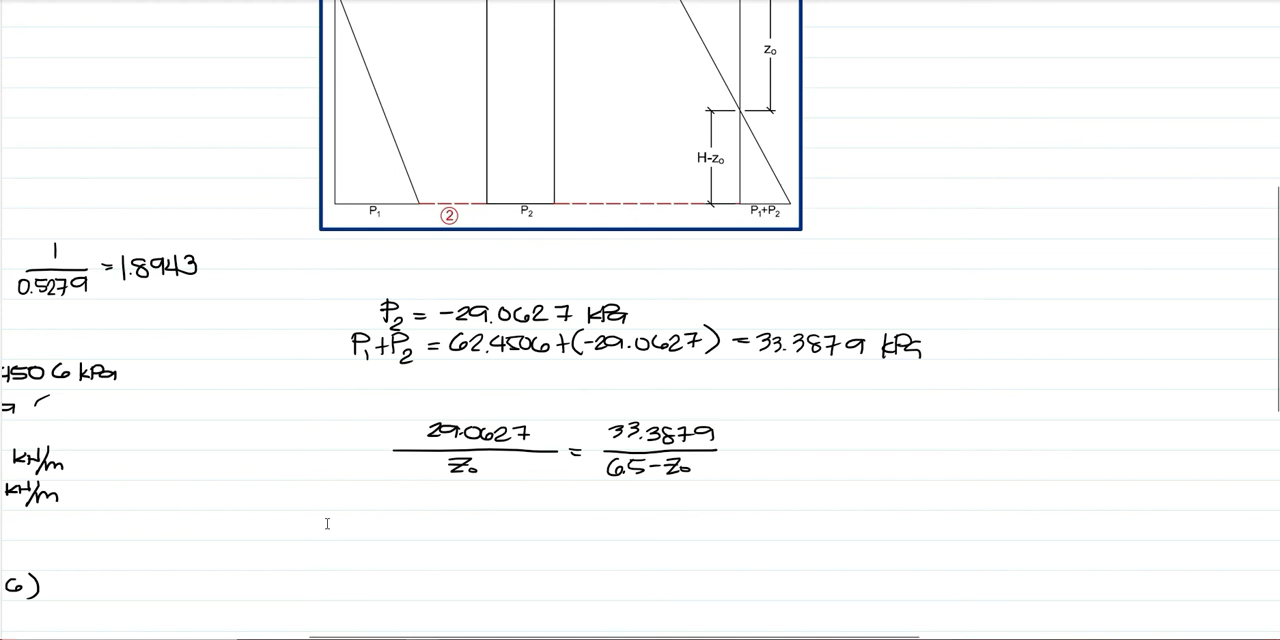 z₀
H-z₀
P₁ P₂ P₁+P₂
②
1/0.5279 = 1.8943
P₂ = -29.0627 kPa
P₁+P₂ = 62.4506+(-29.0627) = 33.3879 kPa
4506 kPa
29.0627/z₀ = 33.3879/(6.5-z₀)
kN/m
kN/m
6)